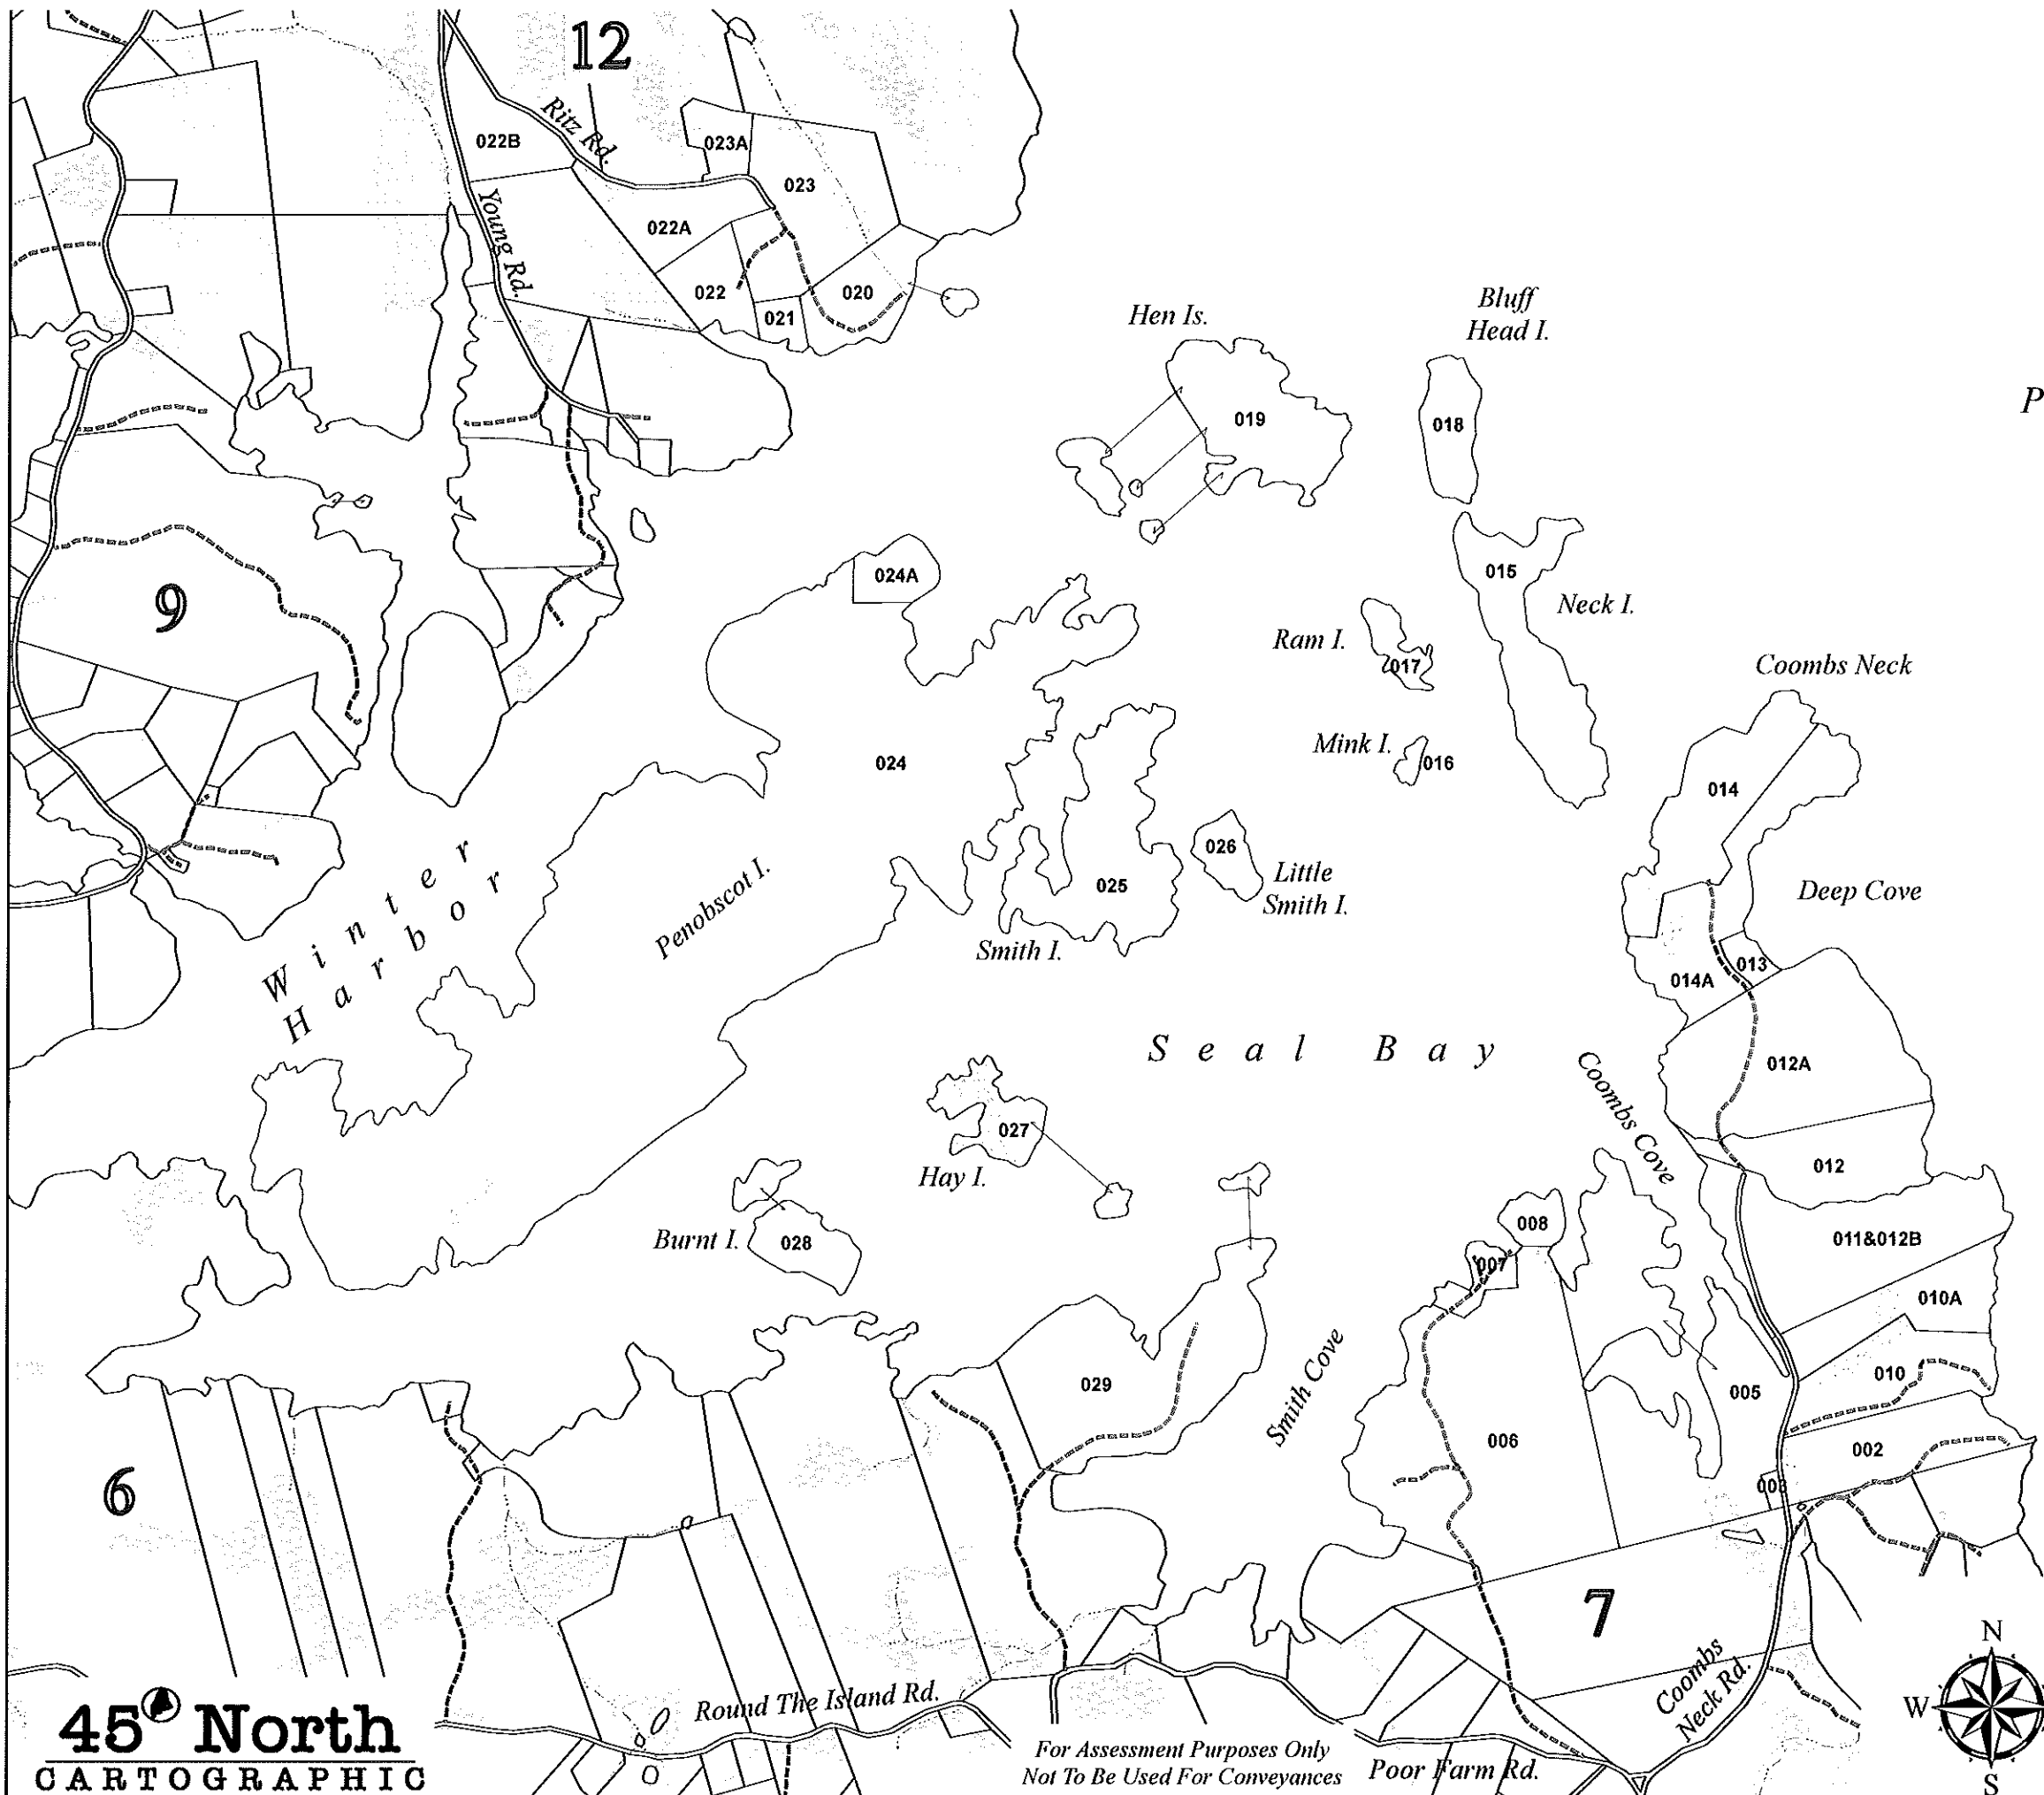 12
Ritz Rd.
022B
023A
023
Young Rd.
022A
022
020
021
Hen Is.
Bluff
Head I.
P
019
018
024A
015
9
Neck I.
Ram I.
017
Coombs Neck
Mink I.
016
024
014
026
025
Little
Smith I.
Deep Cove
Winter
Harbor
Penobscot I.
Smith I.
013
014A
Seal Bay
Coombs Cove
012A
027
Hay I.
012
Burnt I.
028
008
007
011&012B
010A
Smith Cove
029
010
005
006
002
003
6
7
Coombs
Neck Rd.
N
W
S
Round The Island Rd.
45 North
CARTOGRAPHIC
For Assessment Purposes Only
Not To Be Used For Conveyances
Poor Farm Rd.